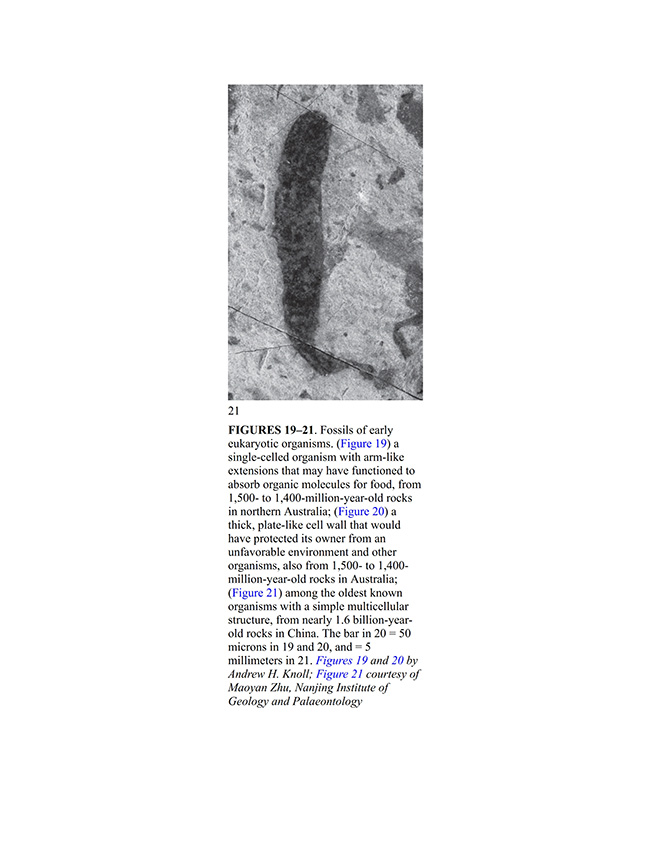 21
FIGURES 19–21. Fossils of early
eukaryotic organisms. (Figure 19) a
single-celled organism with arm-like
extensions that may have functioned to
absorb organic molecules for food, from
1,500- to 1,400-million-year-old rocks
in northern Australia; (Figure 20) a
thick, plate-like cell wall that would
have protected its owner from an
unfavorable environment and other
organisms, also from 1,500- to 1,400-
million-year-old rocks in Australia;
(Figure 21) among the oldest known
organisms with a simple multicellular
structure, from nearly 1.6 billion-year-
old rocks in China. The bar in 20 = 50
microns in 19 and 20, and = 5
millimeters in 21. Figures 19 and 20 by
Andrew H. Knoll; Figure 21 courtesy of
Maoyan Zhu, Nanjing Institute of
Geology and Palaeontology